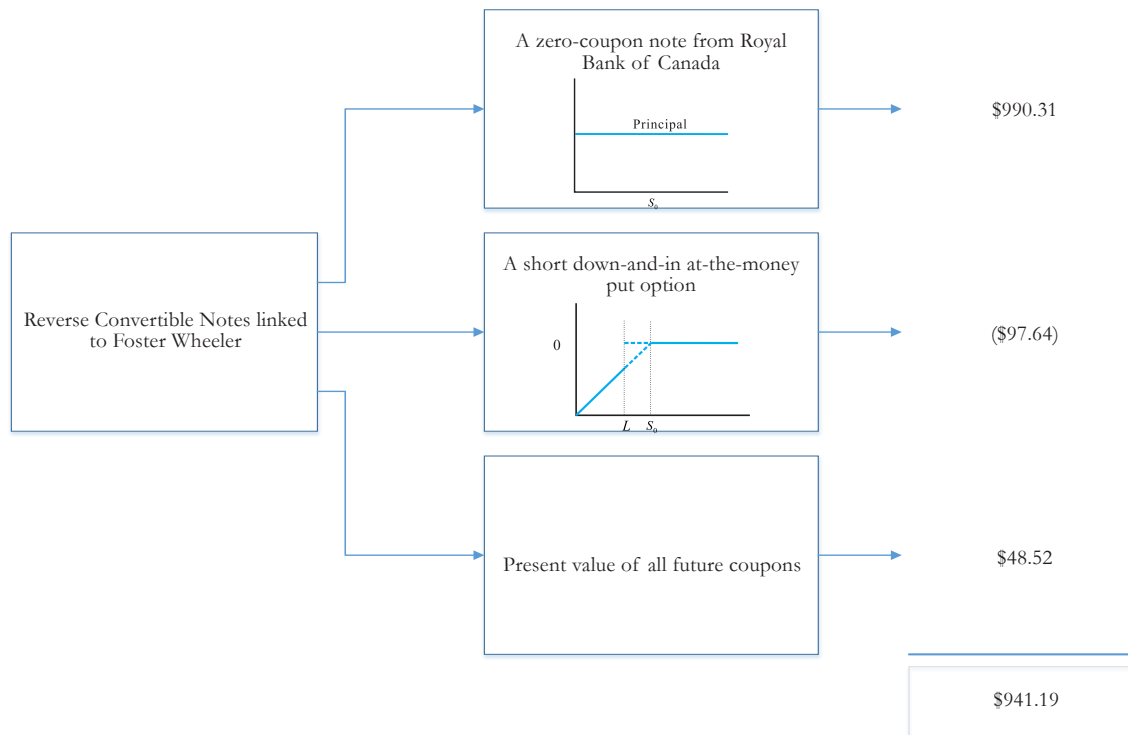 A zero-coupon note from Royal
Bank of Canada
Principal
S₀
$990.31
Reverse Convertible Notes linked
to Foster Wheeler
A short down-and-in at-the-money
put option
0
L S₀
($97.64)
Present value of all future coupons
$48.52
$941.19